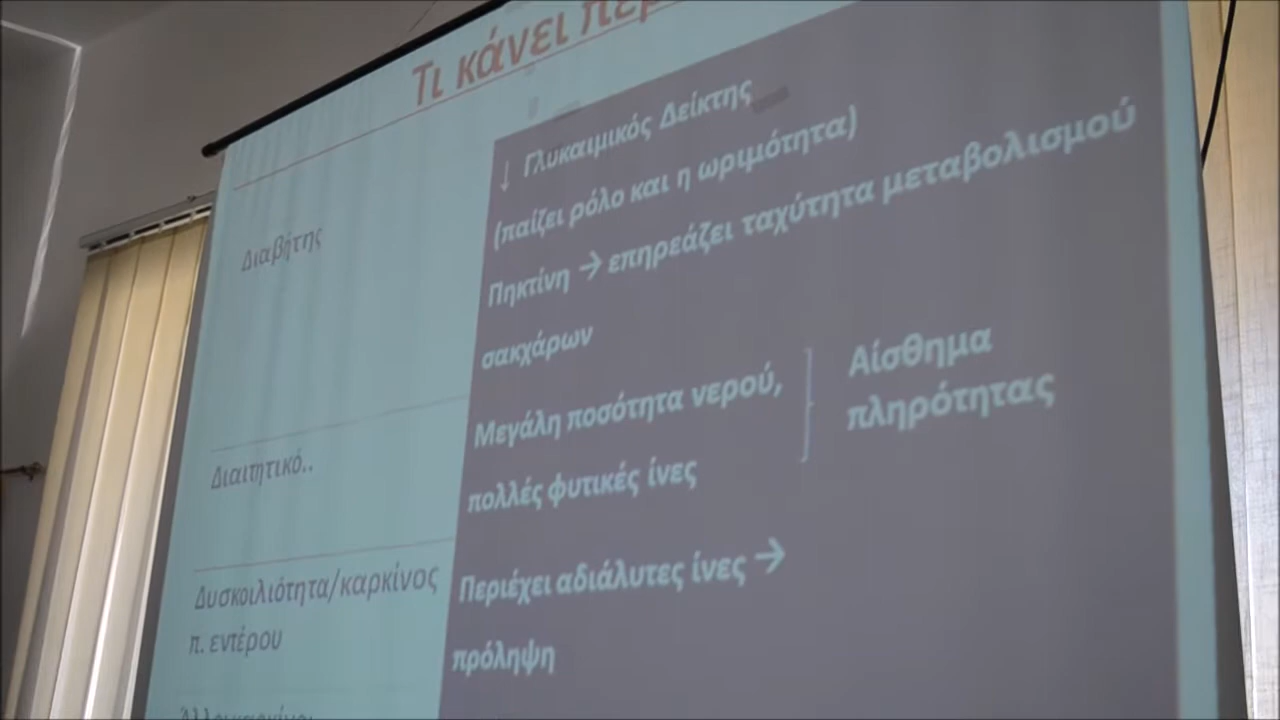 Τι κάνει περ
Διαβήτης
↓ Γλυκαιμικός Δείκτης
(παίζει ρόλο και η ωριμότητα)
Πηκτίνη → επηρεάζει ταχύτητα μεταβολισμού
σακχάρων
Διαιτητικό..
Μεγάλη ποσότητα νερού,
πολλές φυτικές ίνες
Αίσθημα
πληρότητας
Δυσκοιλιότητα/καρκίνος
π. εντέρου
Περιέχει αδιάλυτες ίνες →
πρόληψη